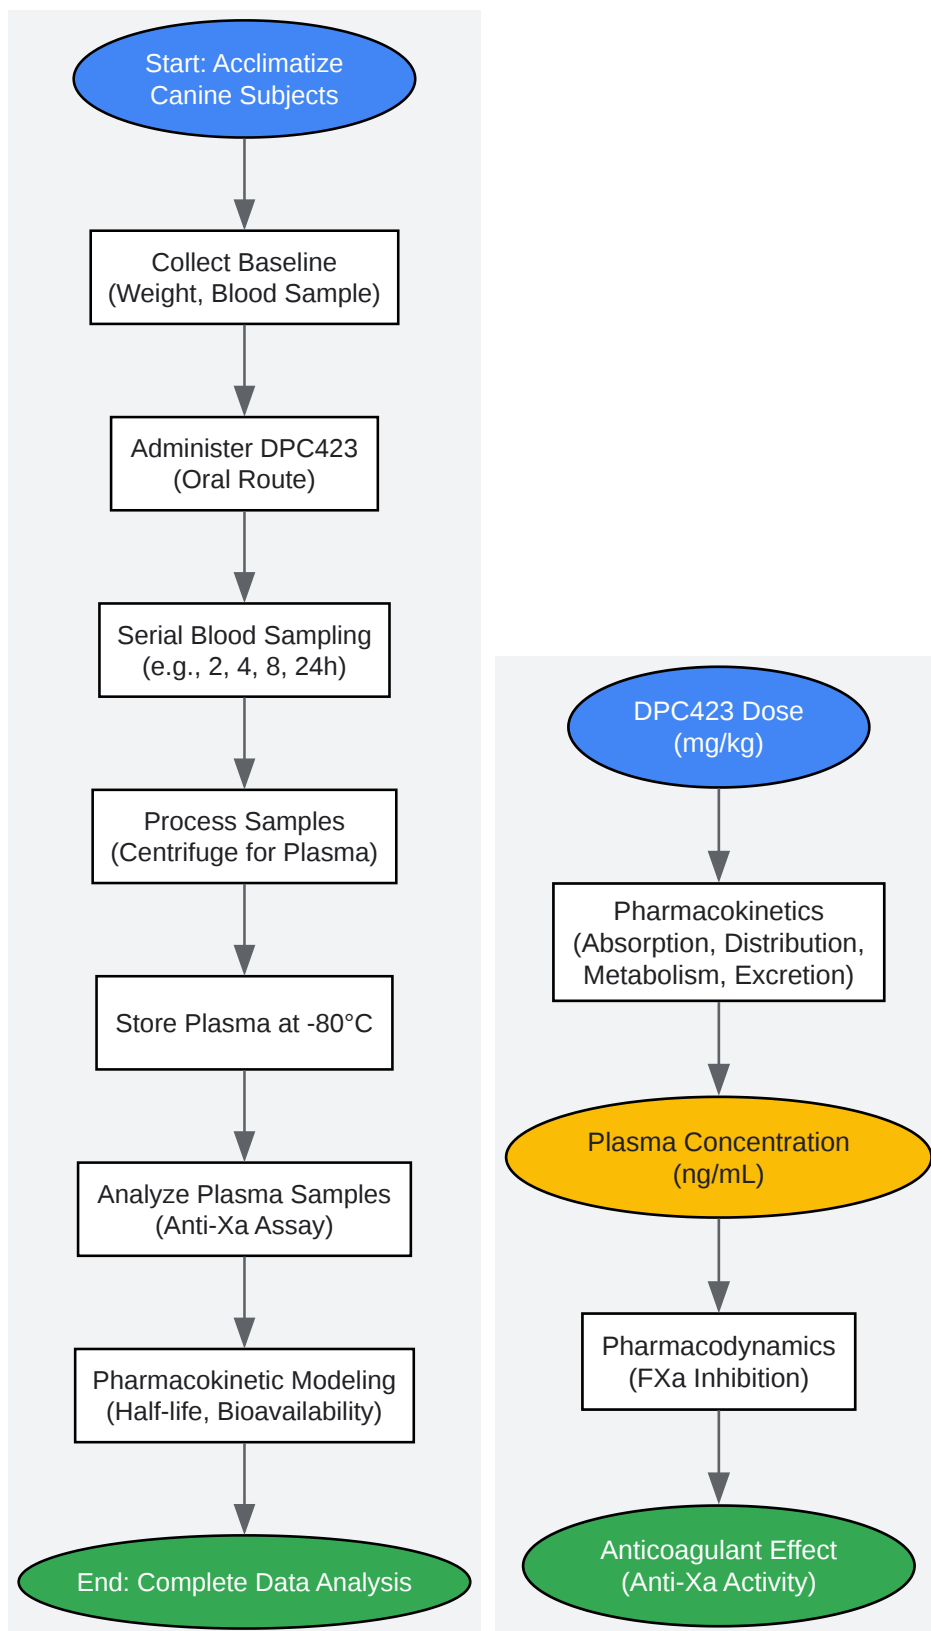 Start: Acclimatize
Canine Subjects
Collect Baseline
(Weight, Blood Sample)
Administer DPC423
(Oral Route)
Serial Blood Sampling
(e.g., 2, 4, 8, 24h)
Process Samples
(Centrifuge for Plasma)
Store Plasma at -80°C
Analyze Plasma Samples
(Anti-Xa Assay)
Pharmacokinetic Modeling
(Half-life, Bioavailability)
End: Complete Data Analysis
DPC423 Dose
(mg/kg)
Pharmacokinetics
(Absorption, Distribution,
Metabolism, Excretion)
Plasma Concentration
(ng/mL)
Pharmacodynamics
(FXa Inhibition)
Anticoagulant Effect
(Anti-Xa Activity)